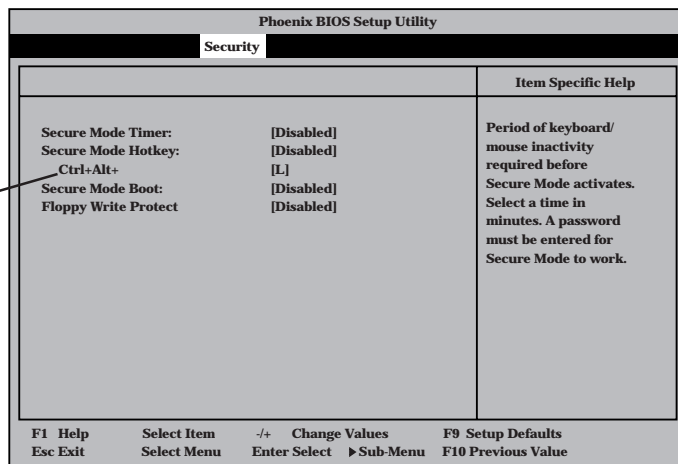 Phoenix BIOS Setup Utility
Security
Item Specific Help
Secure Mode Timer: [Disabled]
Secure Mode Hotkey: [Disabled]
Ctrl+Alt+ [L]
Secure Mode Boot: [Disabled]
Floppy Write Protect [Disabled]
Period of keyboard/
mouse inactivity
required before
Secure Mode activates.
Select a time in
minutes. A password
must be entered for
Secure Mode to work.
F1 Help Select Item -/+ Change Values F9 Setup Defaults
Esc Exit Select Menu Enter Select ▶Sub-Menu F10 Previous Value